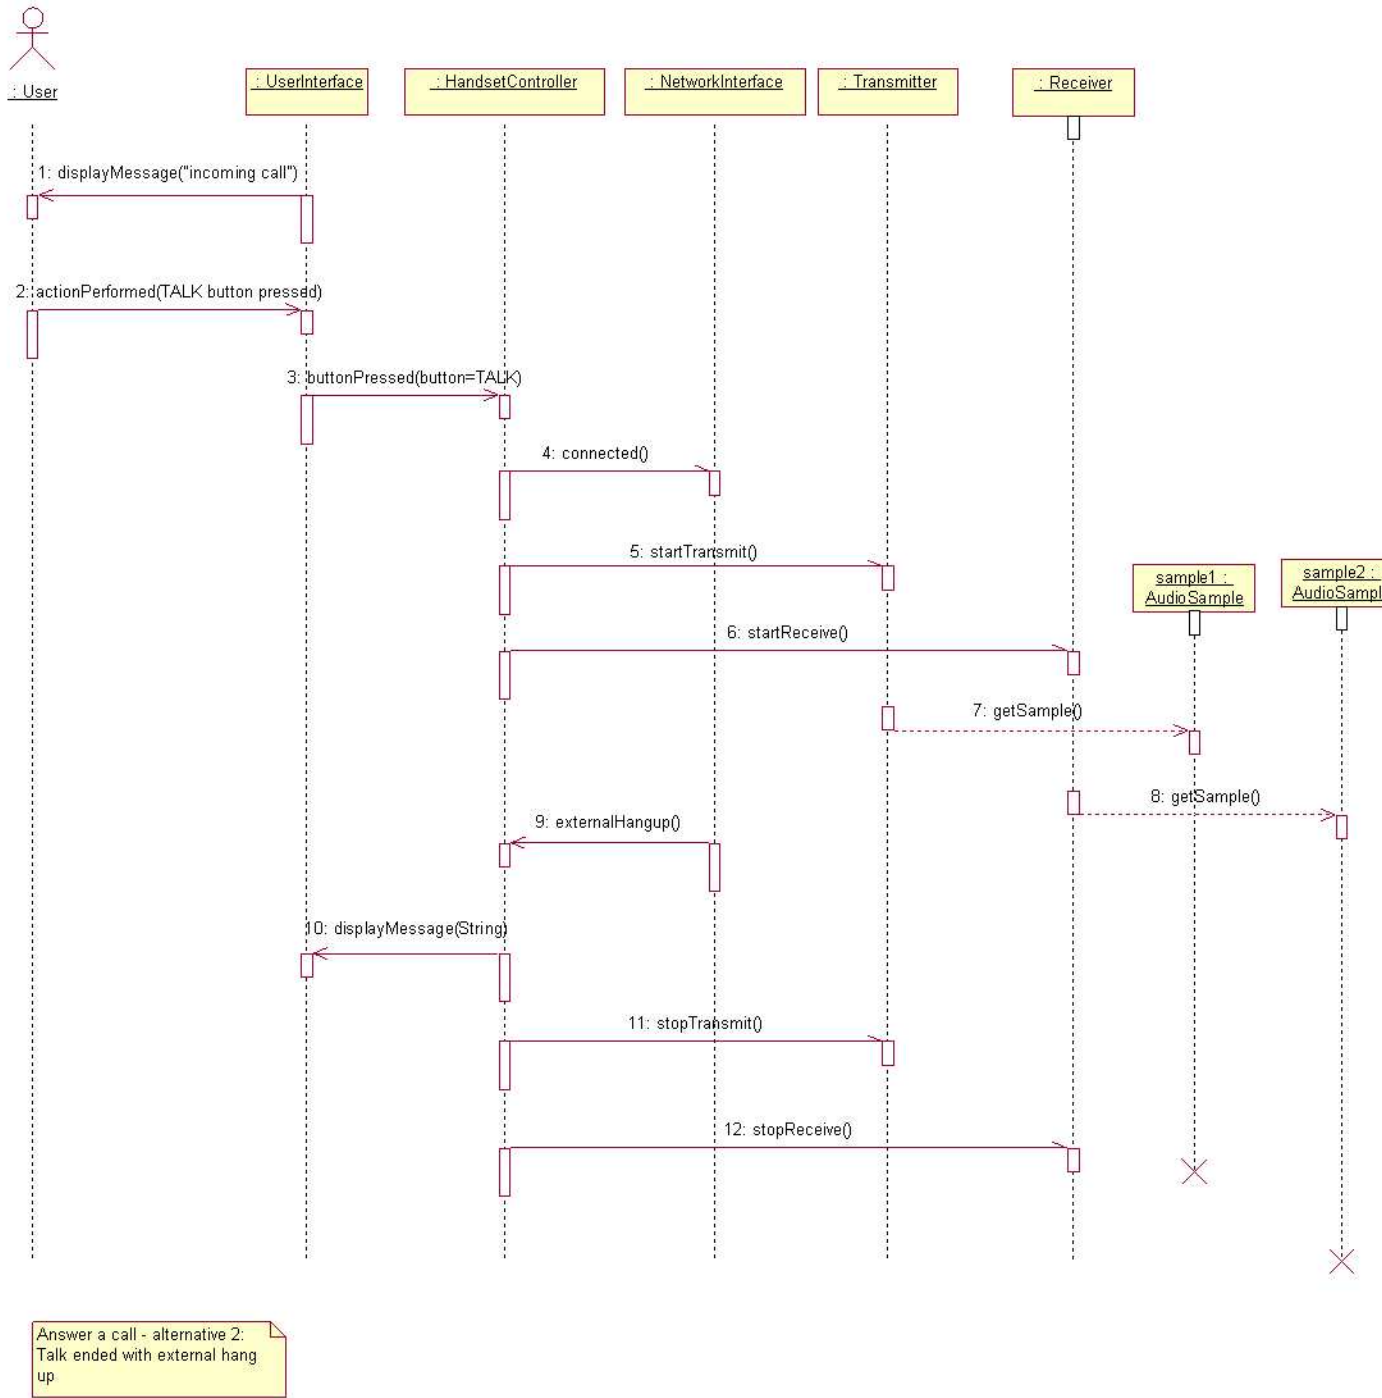 : User
: UserInterface
: HandsetController
: NetworkInterface
: Transmitter
: Receiver
1: displayMessage("incoming call")
2: actionPerformed(TALK button pressed)
3: buttonPressed(button=TALK)
4: connected()
5: startTransmit()
sample1 :
AudioSample
sample2 :
AudioSampl
6: startReceive()
7: getSample()
8: getSample()
9: externalHangup()
10: displayMessage(String)
11: stopTransmit()
12: stopReceive()
Answer a call - alternative 2:
Talk ended with external hang
up